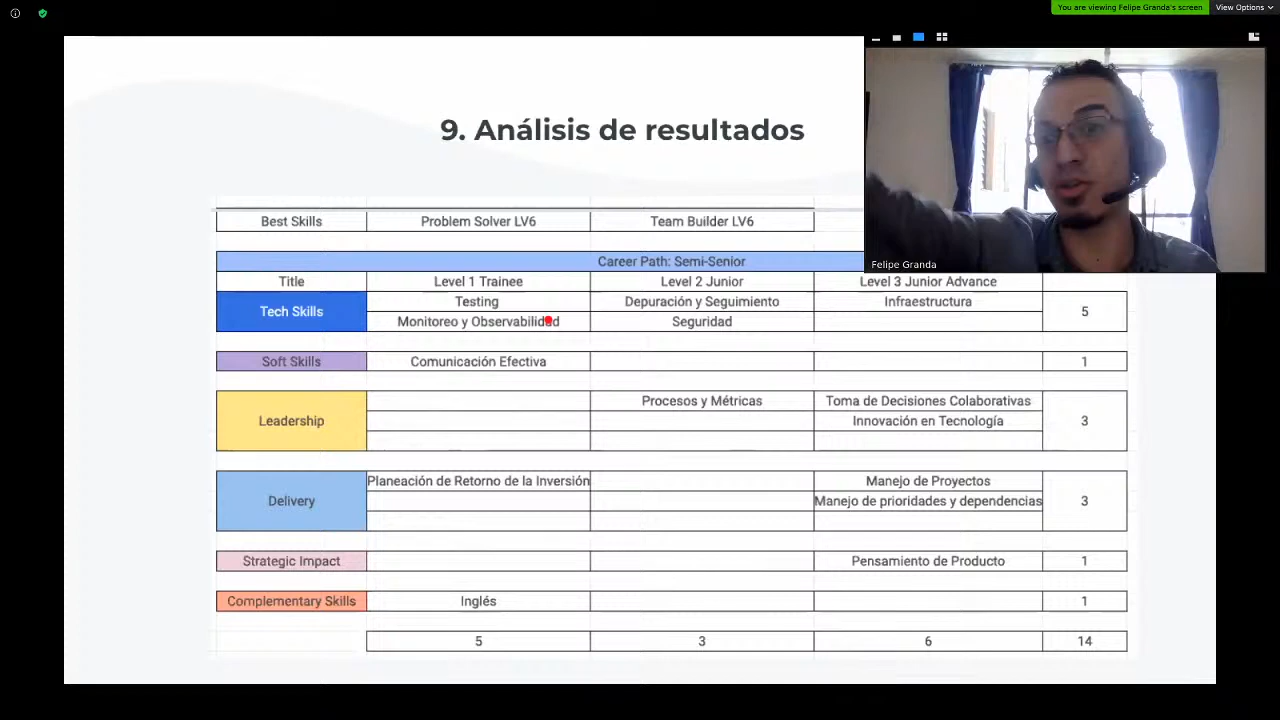 You are viewing Felipe Granda's screen View Options
9. Análisis de resultados
Felipe Granda
Best Skills Problem Solver LV6 Team Builder LV6
Career Path: Semi-Senior
Title Level 1 Trainee Level 2 Junior Level 3 Junior Advance
Tech Skills Testing Depuración y Seguimiento Infraestructura 5
Monitoreo y Observabilidad Seguridad
Soft Skills Comunicación Efectiva 1
Procesos y Métricas Toma de Decisiones Colaborativas
Leadership Innovación en Tecnología 3
Planeación de Retorno de la Inversión Manejo de Proyectos
Delivery Manejo de prioridades y dependencias 3
Strategic Impact Pensamiento de Producto 1
Complementary Skills Inglés 1
5 3 6 14